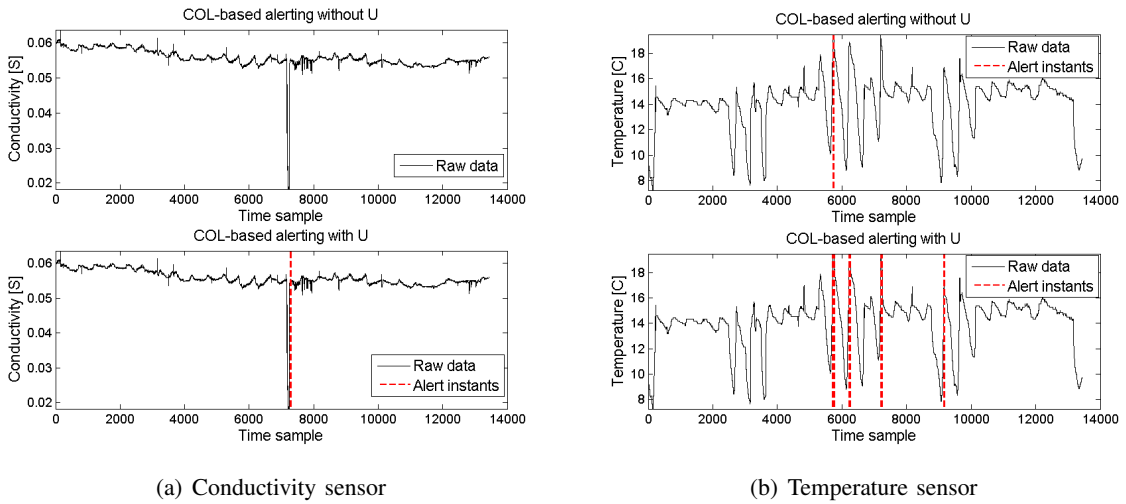 COL-based alerting without U
Conductivity [S]
0.06
0.05
0.04
0.03
0.02
Raw data
0 2000 4000 6000 8000 10000 12000 14000
Time sample
COL-based alerting with U
Conductivity [S]
0.06
0.05
0.04
0.03
0.02
Raw data
Alert instants
0 2000 4000 6000 8000 10000 12000 14000
Time sample
(a) Conductivity sensor
COL-based alerting without U
Temperature [C]
18
16
14
12
10
8
Raw data
Alert instants
0 2000 4000 6000 8000 10000 12000 14000
Time sample
COL-based alerting with U
Temperature [C]
18
16
14
12
10
8
Raw data
Alert instants
0 2000 4000 6000 8000 10000 12000 14000
Time sample
(b) Temperature sensor